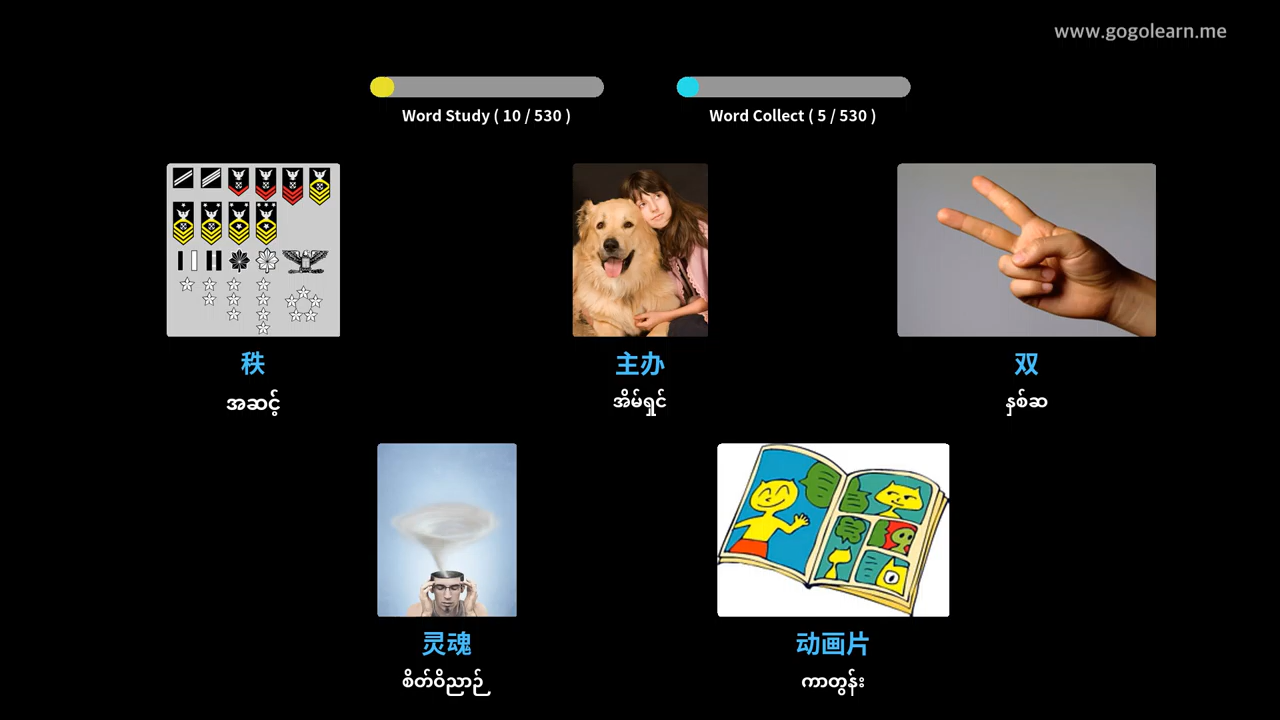 www.gogolearn.me
Word Study ( 10 / 530 )
Word Collect ( 5 / 530 )
秩
အဆင့်
主办
အိမ်ရှင်
双
နှစ်ဆ
灵魂
စိတ်ဝိညာဉ်
动画片
ကာတွန်း